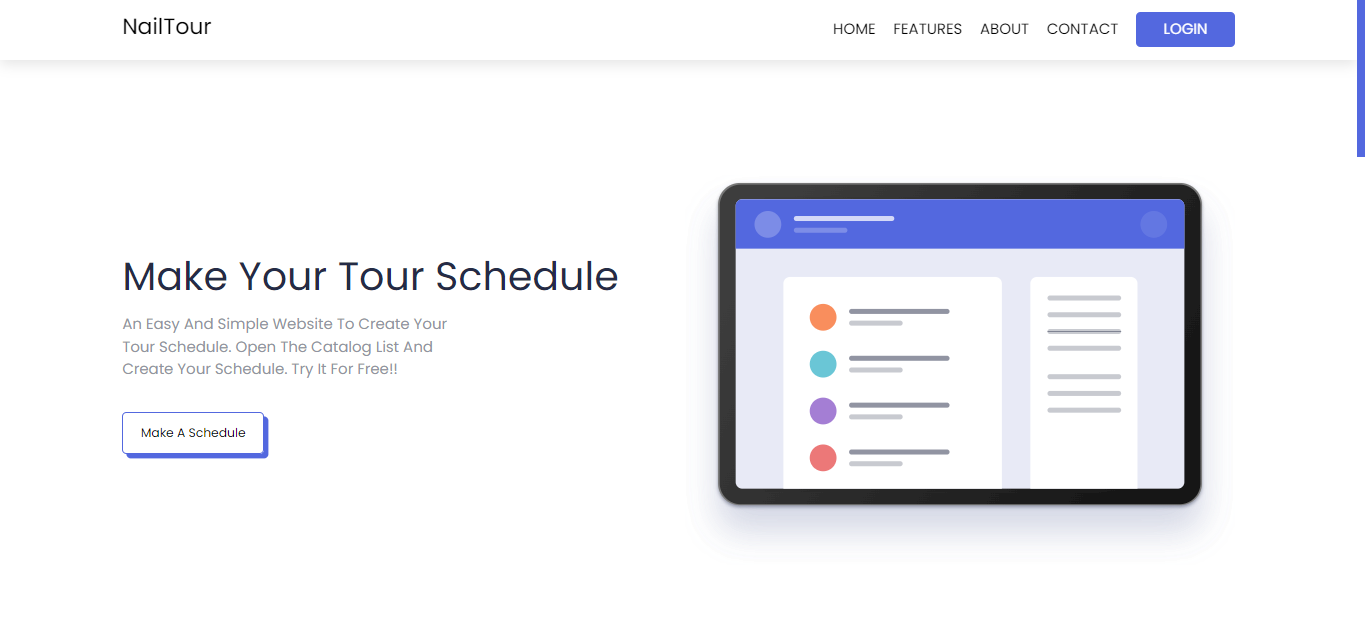 NailTour
HOME FEATURES ABOUT CONTACT LOGIN
Make Your Tour Schedule
An Easy And Simple Website To Create Your
Tour Schedule. Open The Catalog List And
Create Your Schedule. Try It For Free!!
Make A Schedule